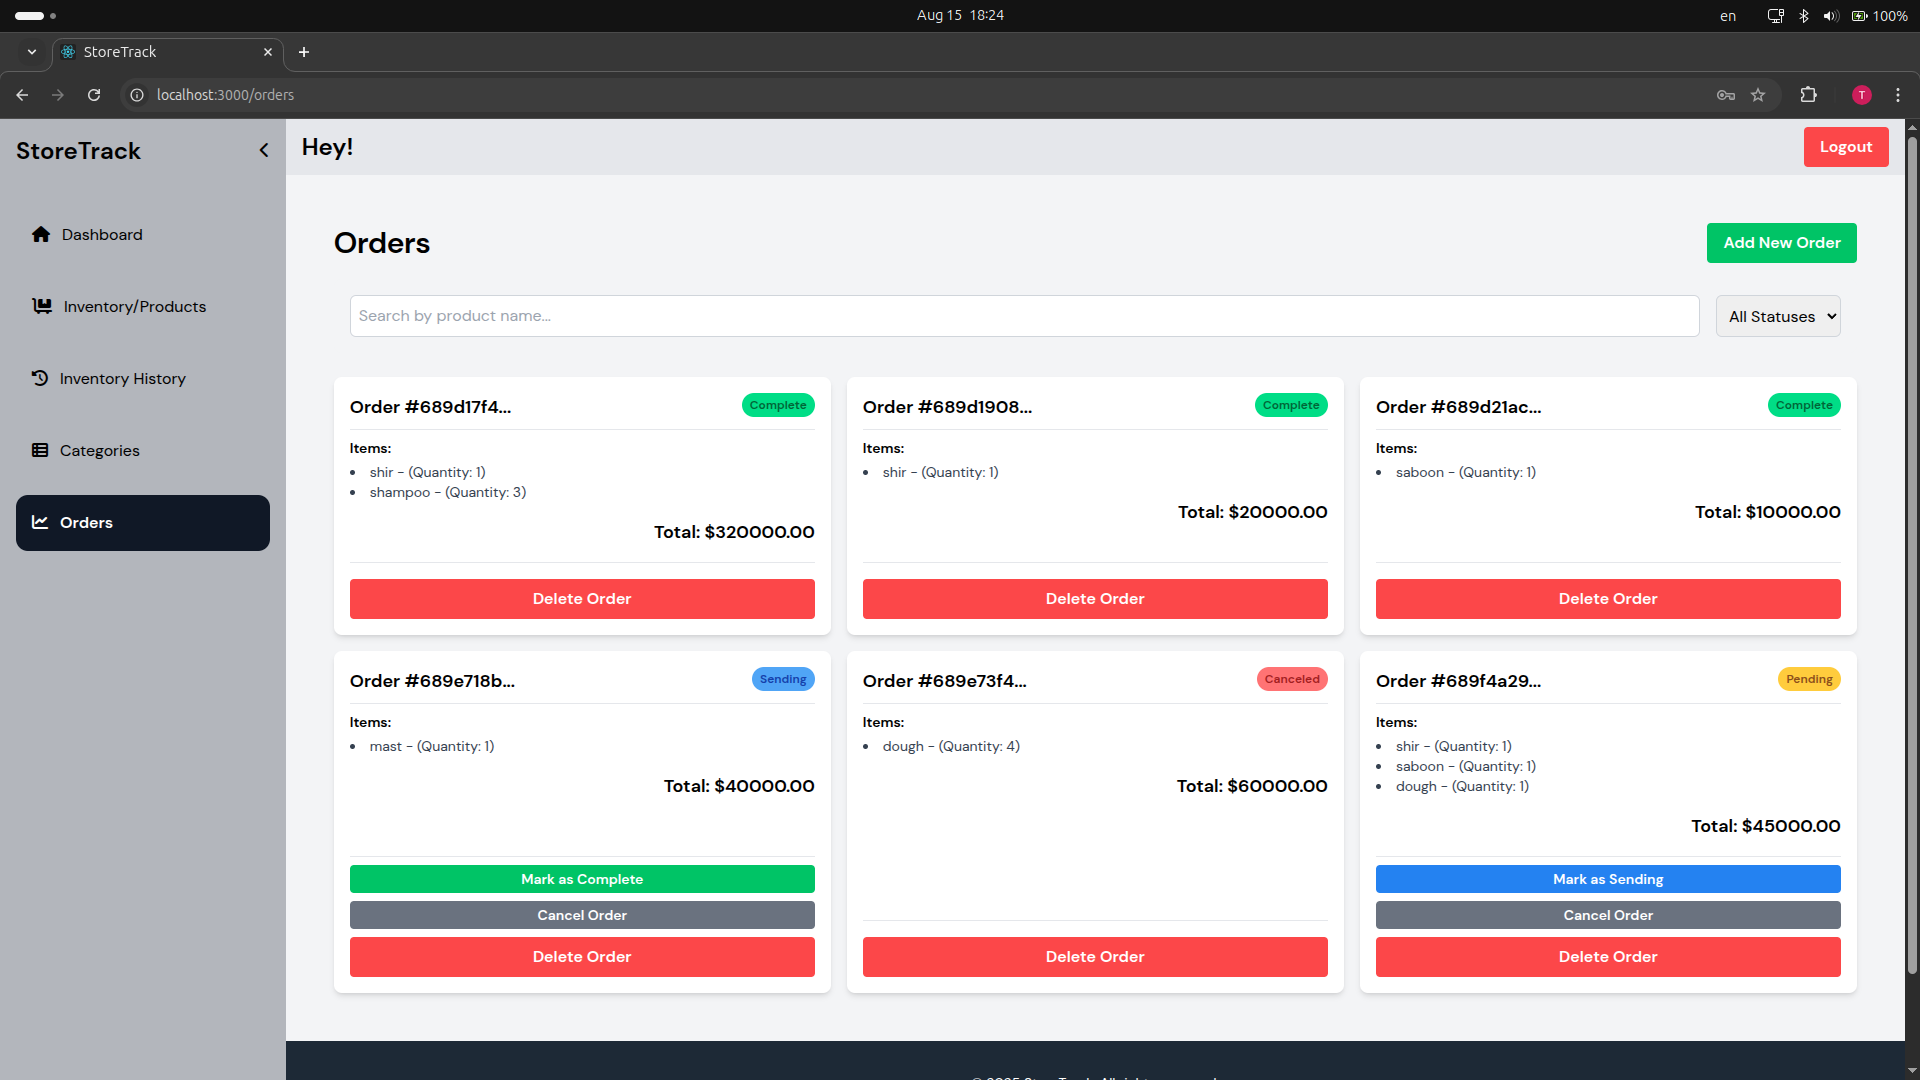 Aug 15 18:24
en
100%
StoreTrack
localhost:3000/orders
T
StoreTrack
Hey!
Logout
Dashboard
Inventory/Products
Inventory History
Categories
Orders
Orders
Add New Order
Search by product name...
All Statuses
Order #689d17f4...
Complete
Items:
shir - (Quantity: 1)
shampoo - (Quantity: 3)
Total: $320000.00
Delete Order
Order #689d1908...
Complete
Items:
shir - (Quantity: 1)
Total: $20000.00
Delete Order
Order #689d21ac...
Complete
Items:
saboon - (Quantity: 1)
Total: $10000.00
Delete Order
Order #689e718b...
Sending
Items:
mast - (Quantity: 1)
Total: $40000.00
Mark as Complete
Cancel Order
Delete Order
Order #689e73f4...
Canceled
Items:
dough - (Quantity: 4)
Total: $60000.00
Delete Order
Order #689f4a29...
Pending
Items:
shir - (Quantity: 1)
saboon - (Quantity: 1)
dough - (Quantity: 1)
Total: $45000.00
Mark as Sending
Cancel Order
Delete Order